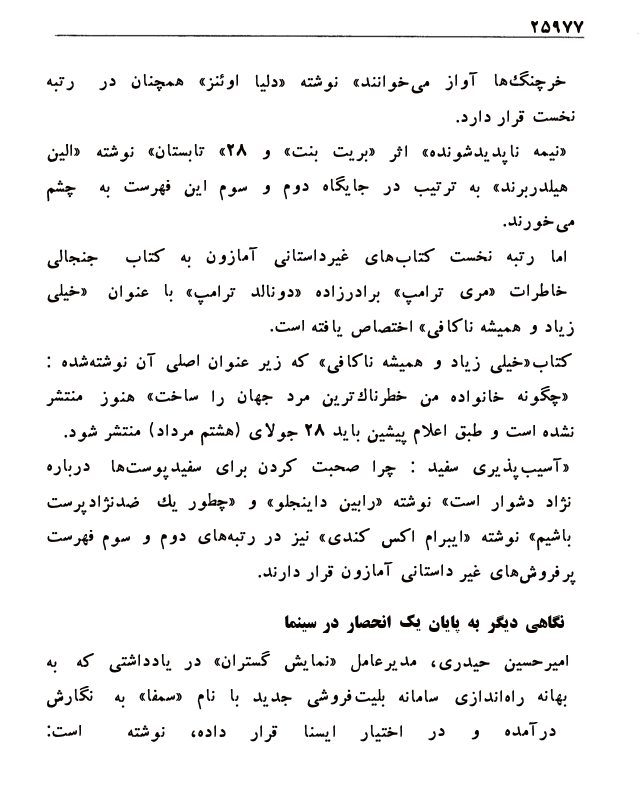 ۲۵۹۷۷
خرچنگ‌ها آواز می‌خوانند» نوشته «دلیا اوئنز» همچنان در رتبه
نخست قرار دارد.
«نیمه ناپدیدشونده» اثر «بریت بنت» و ۲۸» تابستان» نوشته «الین
هیلدربرند» به ترتیب در جایگاه دوم و سوم این فهرست به چشم
می‌خورند.
اما رتبه نخست کتاب‌های غیرداستانی آمازون به کتاب جنجالی
خاطرات «مری ترامپ» برادرزاده «دونالد ترامپ» با عنوان «خیلی
زیاد و همیشه ناکافی» اختصاص یافته است.
کتاب«خیلی زیاد و همیشه ناکافی» که زیر عنوان اصلی آن نوشته‌شده :
«چگونه خانواده من خطرناك‌ترین مرد جهان را ساخت» هنوز منتشر
نشده است و طبق اعلام پیشین باید ۲۸ جولای (هشتم مرداد) منتشر شود.
«آسیب‌پذیری سفید : چرا صحبت کردن برای سفیدپوست‌ها درباره
نژاد دشوار است» نوشته «رابین داینجلو» و «چطور یك ضدنژادپرست
باشیم» نوشته «ایبرام اکس کندی» نیز در رتبه‌های دوم و سوم فهرست
پرفروش‌های غیر داستانی آمازون قرار دارند.
نگاهی دیگر به پایان یک انحصار در سینما
امیرحسین حیدری، مدیرعامل «نمایش گستران» در یادداشتی که به
بهانه راه‌اندازی سامانه بلیت‌فروشی جدید با نام «سمفا» به نگارش
درآمده و در اختیار ایسنا قرار داده، نوشته است: